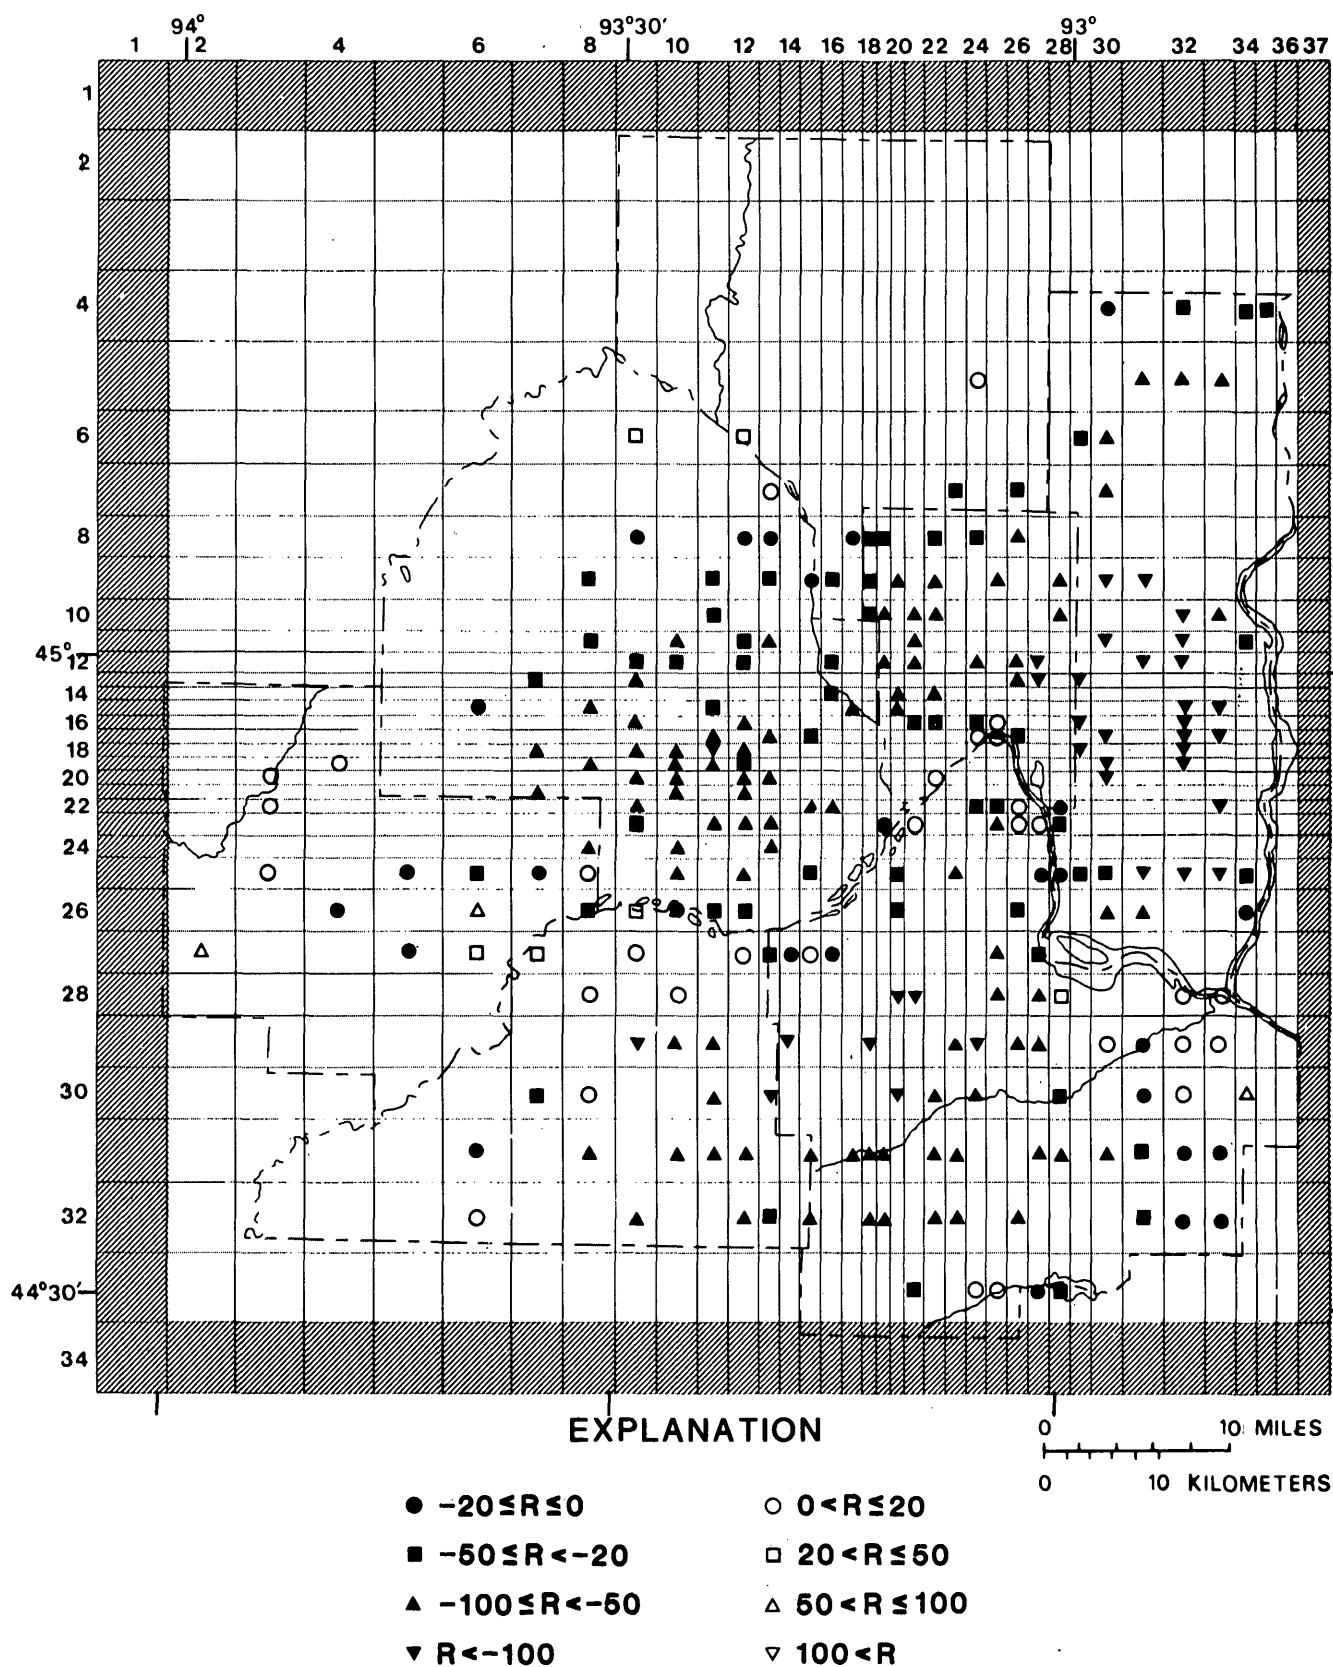 94° 93°30′ 93°
1 2 4 6 8 10 12 14 16 18 20 22 24 26 28 30 32 34 36 37
1
2
4
6
8
10
45°
12
14
16
18
20
22
24
26
28
30
32
44°30′
34
EXPLANATION
0 10 MILES
0 10 KILOMETERS
● -20≤R≤0 ○ 0<R≤20
■ -50≤R<-20 □ 20<R≤50
▲ -100≤R<-50 △ 50<R≤100
▼ R<-100 ▽ 100<R